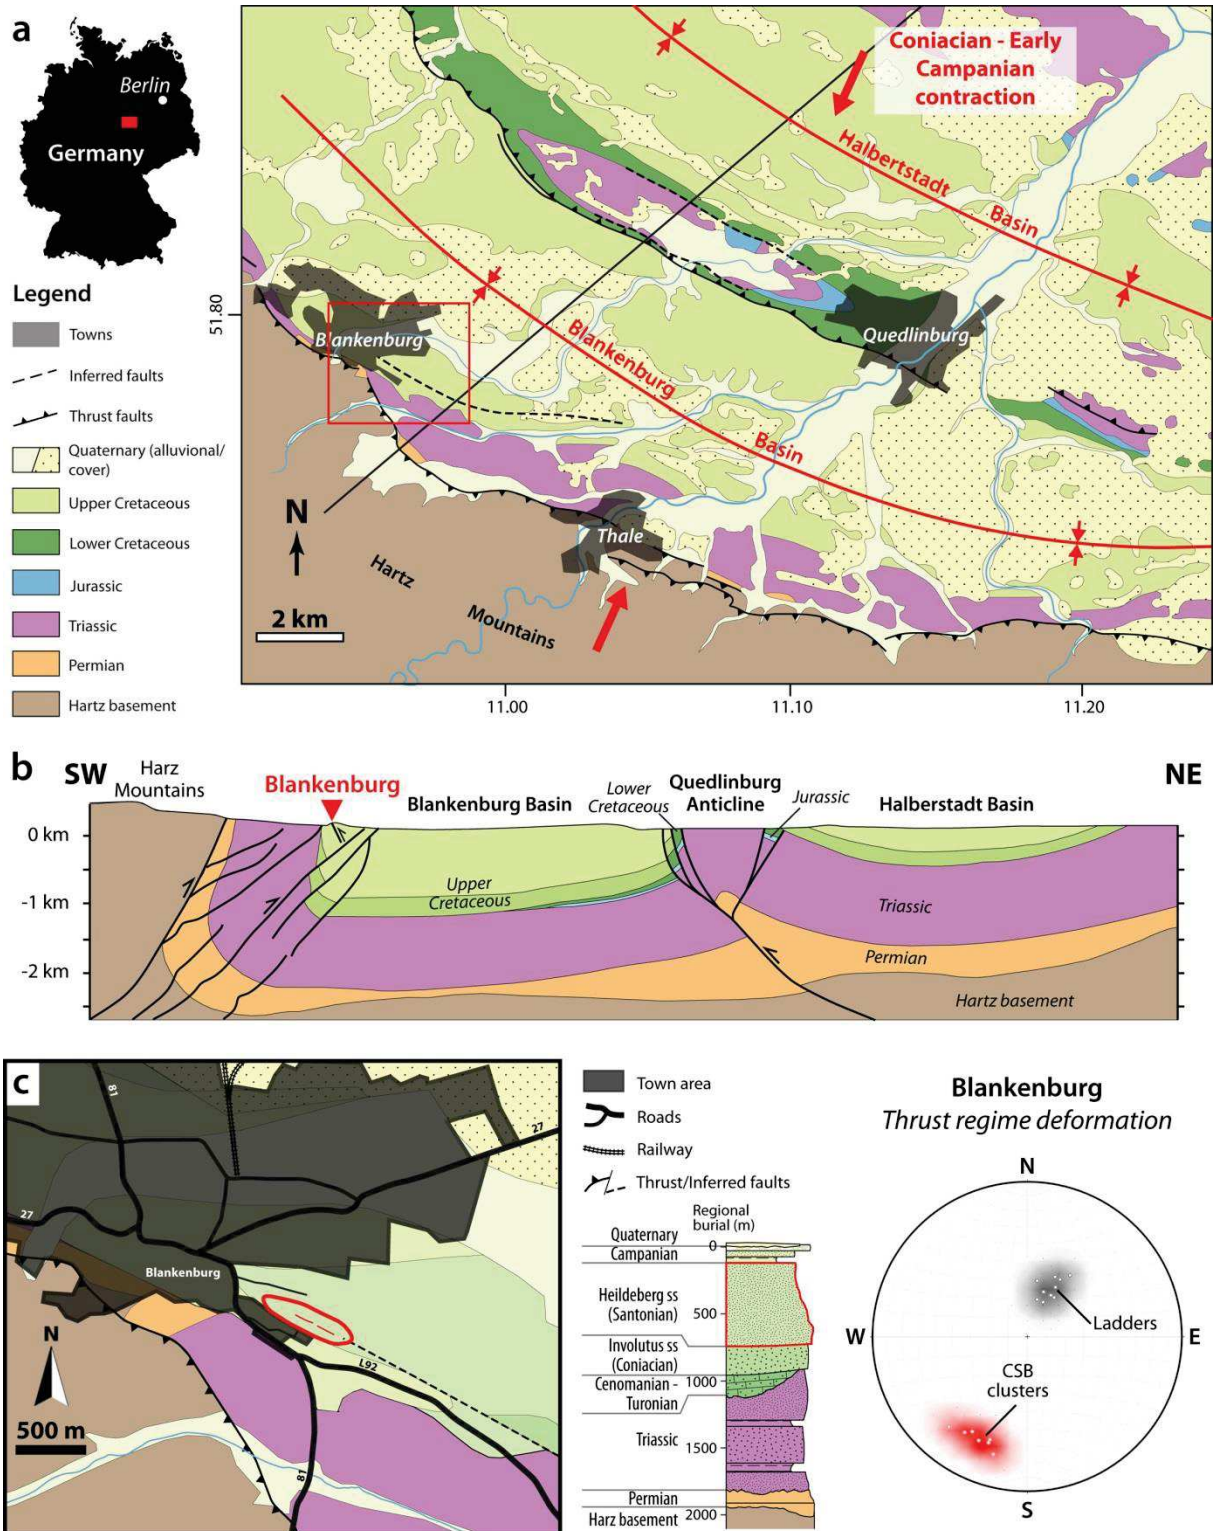 a
Berlin
Germany
Legend
Towns
Inferred faults
Thrust faults
Quaternary (alluvional/
cover)
Upper Cretaceous
Lower Cretaceous
Jurassic
Triassic
Permian
Hartz basement
Coniacian - Early
Campanian
contraction
Halbertstadt
Basin
51.80
Blankenburg
Quedlinburg
Blankenburg
Basin
N
Thale
Hartz
Mountains
2 km
11.00
11.10
11.20
b
SW
Harz
Mountains
Blankenburg
Blankenburg Basin
Lower
Cretaceous
Quedlinburg
Anticline
Jurassic
Halberstadt Basin
NE
0 km
-1 km
-2 km
Upper
Cretaceous
Triassic
Permian
Hartz basement
c
81
27
27
Blankenburg
N
L92
500 m
81
Town area
Roads
Railway
Thrust/Inferred faults
Regional
burial (m)
Quaternary
Campanian
Heildeberg ss
(Santonian)
Involutus ss
(Coniacian)
Cenomanian -
Turonian
Triassic
Permian
Harz basement
0
500
1000
1500
2000
Blankenburg
Thrust regime deformation
N
Ladders
W
E
CSB
clusters
S